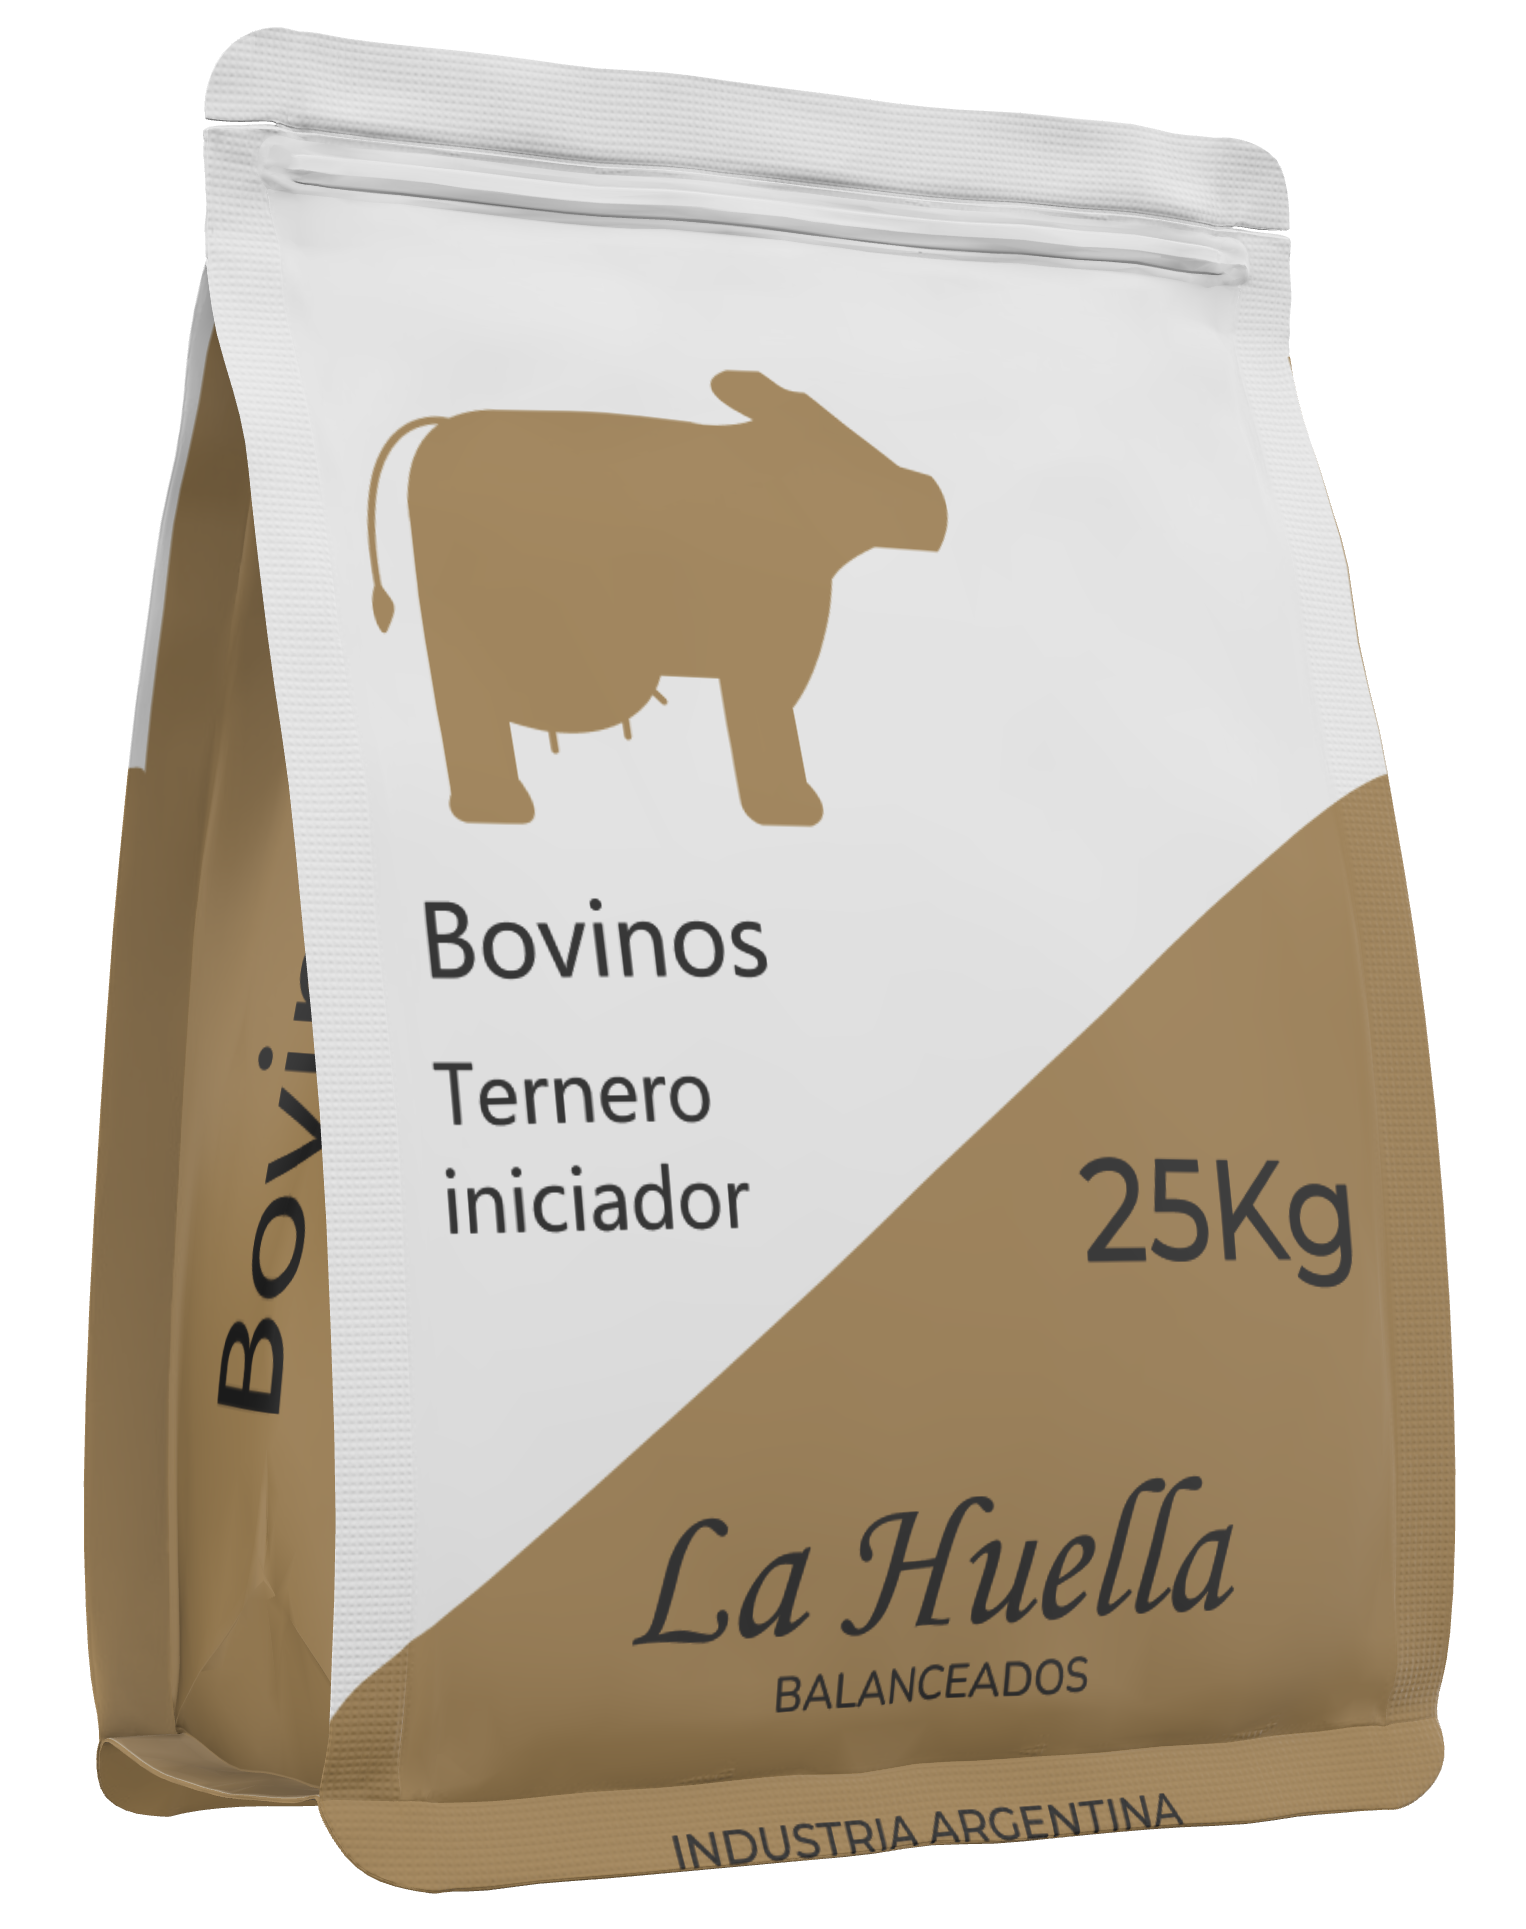 Bovinos
Ternero
iniciador
25Kg
La Huella
BALANCEADOS
INDUSTRIA ARGENTINA